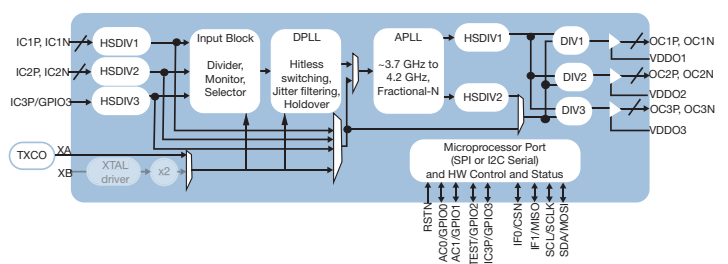 IC1P, IC1N
IC2P, IC2N
IC3P/GPIO3
HSDIV1
HSDIV2
HSDIV3
Input Block
Divider,
Monitor,
Selector
DPLL
Hitless
switching,
Jitter filtering,
Holdover
APLL
~3.7 GHz to
4.2 GHz,
Fractional-N
HSDIV1
HSDIV2
DIV1
DIV2
DIV3
OC1P, OC1N
VDDO1
OC2P, OC2N
VDDO2
OC3P, OC3N
VDDO3
TXCO
XA
XB
XTAL
driver
x2
Microprocessor Port
(SPI or I2C Serial)
and HW Control and Status
RSTN
AC0/GPIO0
AC1/GPIO1
TEST/GPIO2
IC3P/GPIO3
IF0/CSN
IF1/MISO
SCL/SCLK
SDA/MOSI